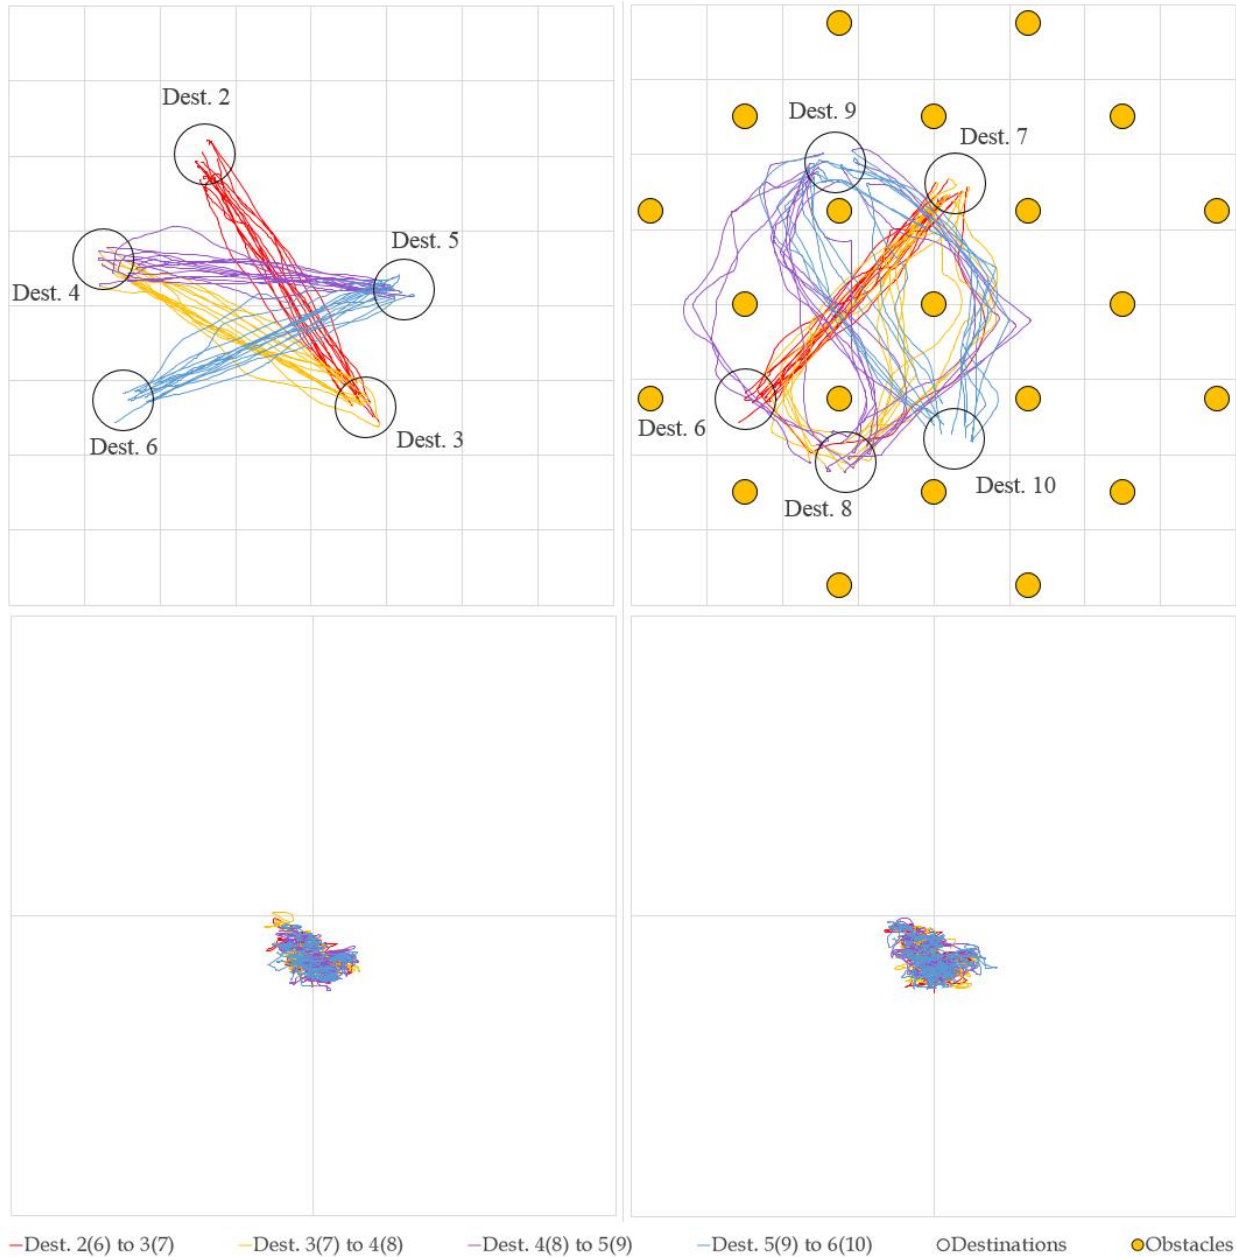 Dest. 2
Dest. 5
Dest. 4
Dest. 6
Dest. 3
Dest. 9
Dest. 7
Dest. 6
Dest. 8
Dest. 10
Dest. 2(6) to 3(7) Dest. 3(7) to 4(8) Dest. 4(8) to 5(9) Dest. 5(9) to 6(10) Destinations Obstacles